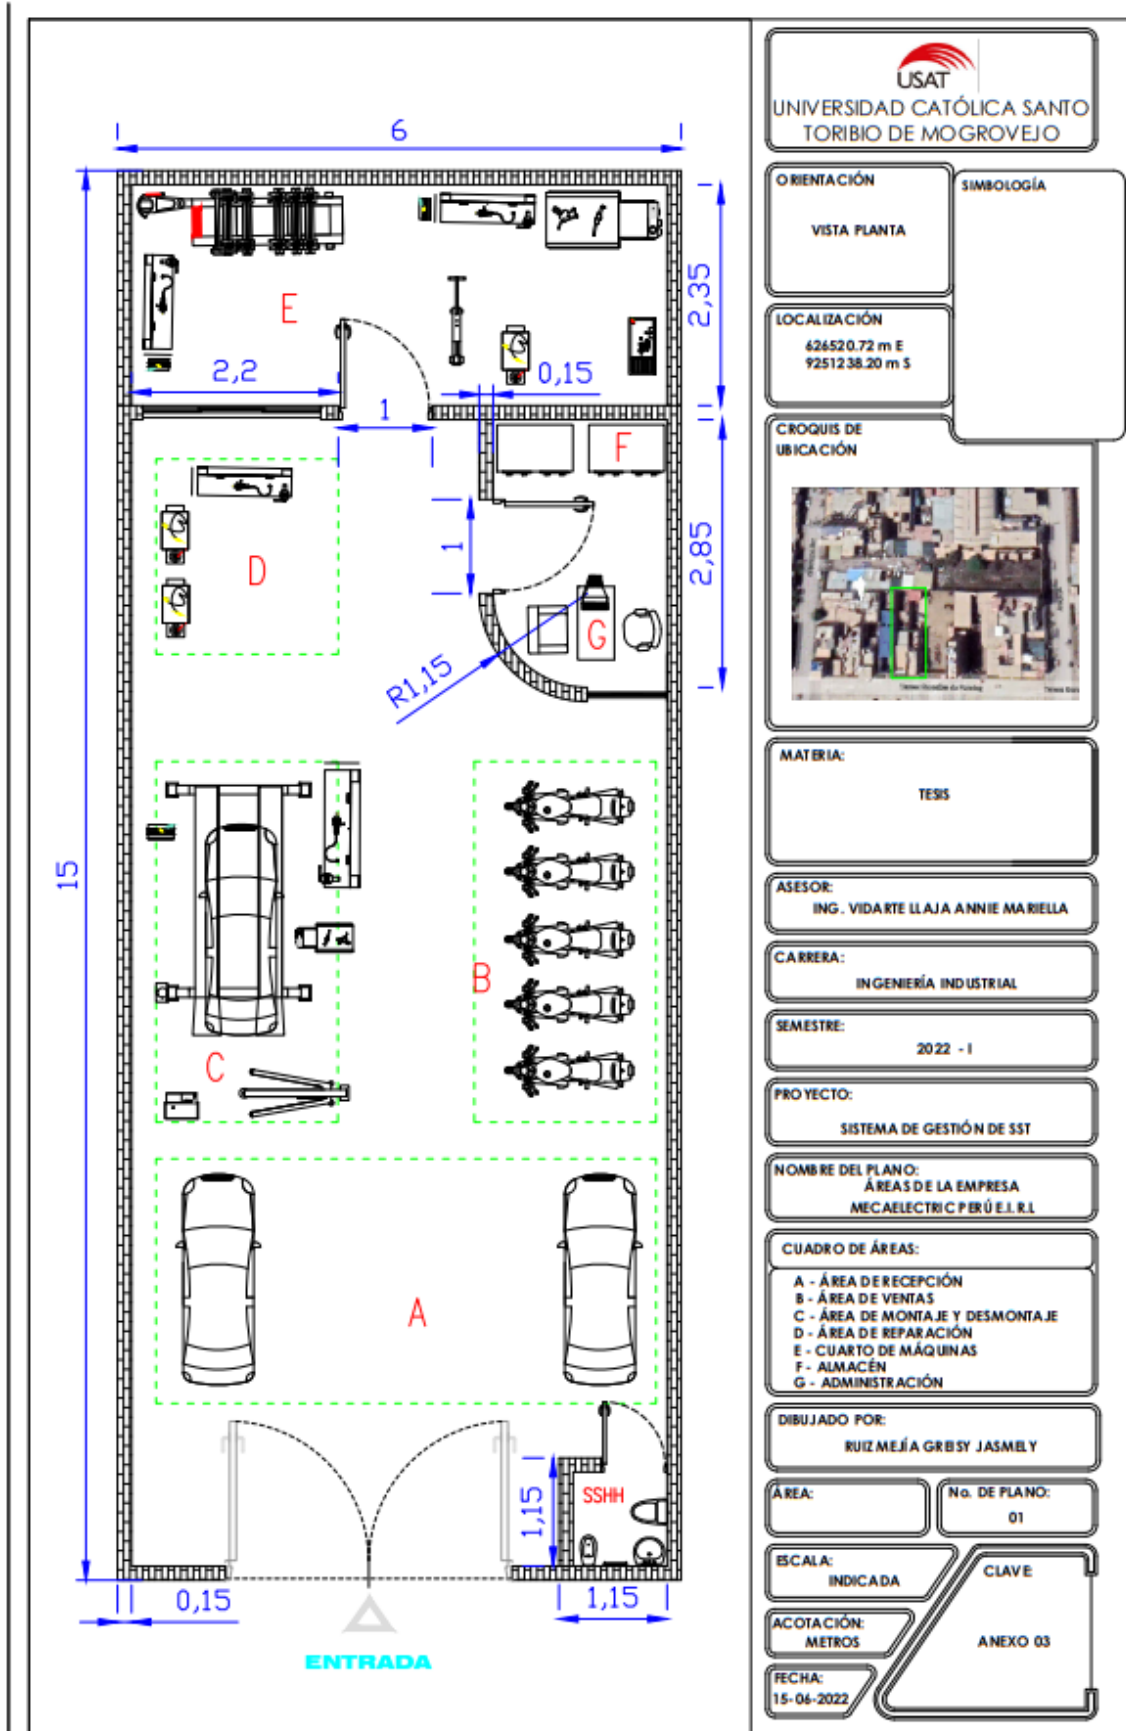 6
15
2,35
E
2,2
0,15
1
F
D
1
2,85
G
R1,15
B
C
A
SSHH
1,15
0,15
1,15
ENTRADA
USAT
UNIVERSIDAD CATÓLICA SANTO
TORIBIO DE MOGROVEJO
ORIENTACIÓN
VISTA PLANTA
SIMBOLOGÍA
LOCALIZACIÓN
626520.72 m E
9251238.20 m S
CROQUIS DE
UBICACIÓN
MATERIA:
TESIS
ASESOR:
ING. VIDARTE LLAJA ANNIE MARIELLA
CARRERA:
INGENIERÍA INDUSTRIAL
SEMESTRE:
2022 - I
PROYECTO:
SISTEMA DE GESTIÓN DE SST
NOMBRE DEL PLANO:
ÁREAS DE LA EMPRESA
MECAELECTRIC PERÚ E.I.R.L
CUADRO DE ÁREAS:
A - ÁREA DE RECEPCIÓN
B - ÁREA DE VENTAS
C - ÁREA DE MONTAJE Y DESMONTAJE
D - ÁREA DE REPARACIÓN
E - CUARTO DE MÁQUINAS
F - ALMACÉN
G - ADMINISTRACIÓN
DIBUJADO POR:
RUIZ MEJÍA GREISY JASMELY
ÁREA:
No. DE PLANO:
01
ESCALA:
INDICADA
CLAVE
ACOTACIÓN:
METROS
ANEXO 03
FECHA:
15-06-2022